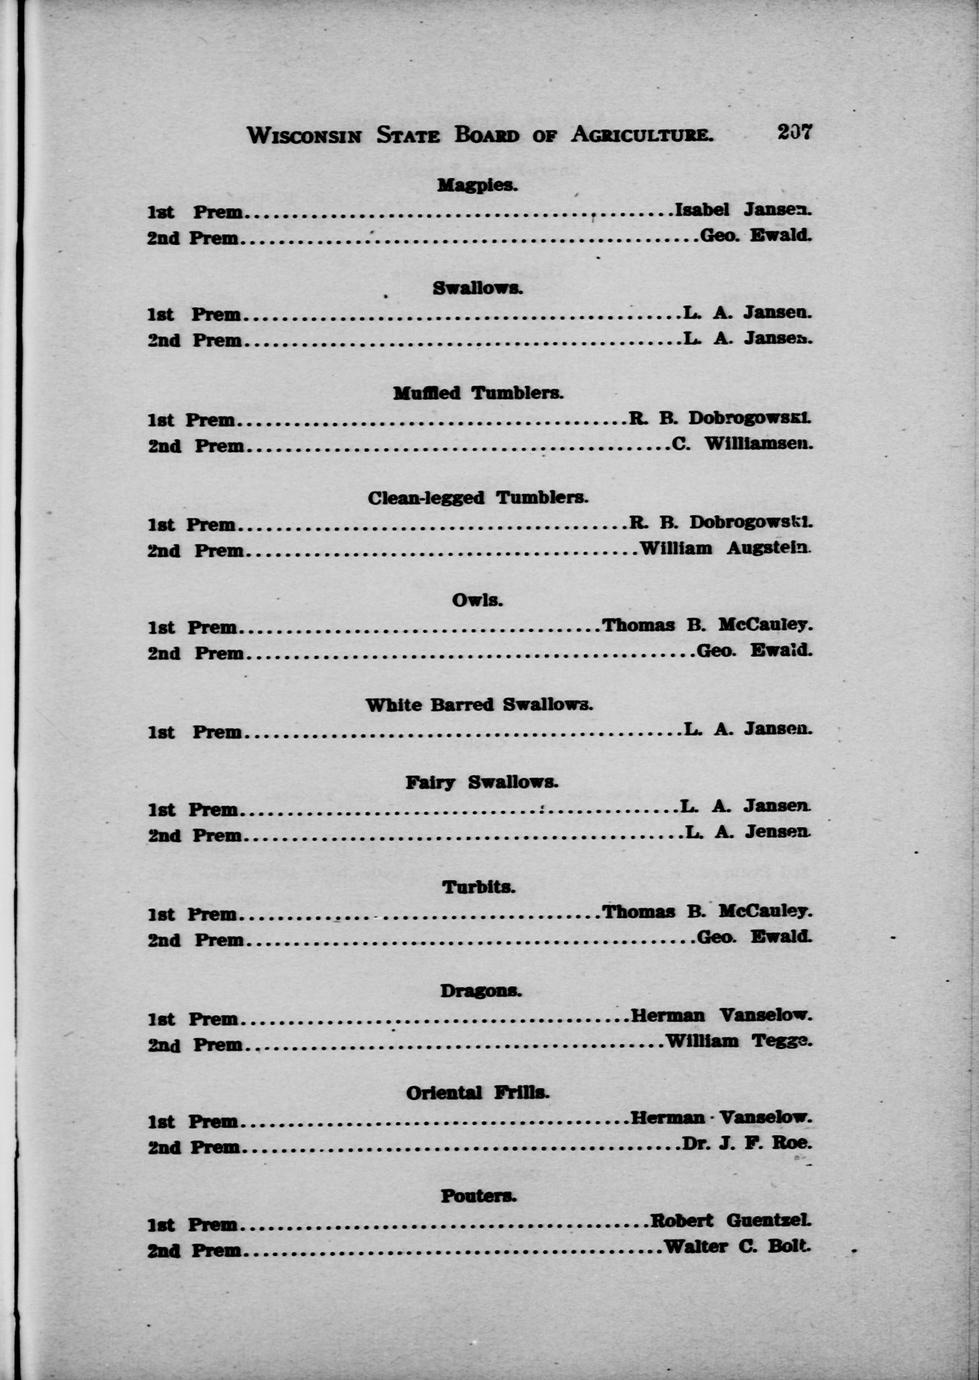 WISCONSIN STATE BOARD OF AGRICULTURE. 207
Magpies.
1st Prem.................................................Isabel Jansen.
2nd Prem.................................................Geo. Ewald.
Swallows.
1st Prem.................................................L. A. Jansen.
2nd Prem.................................................L. A. Jansen.
Muffled Tumblers.
1st Prem.........................................R. B. Dobrogowski.
2nd Prem.............................................C. Williamsen.
Clean-legged Tumblers.
1st Prem.........................................R. B. Dobrogowski.
2nd Prem.........................................William Augstein.
Owls.
1st Prem......................................Thomas B. McCauley.
2nd Prem................................................Geo. Ewald.
White Barred Swallows.
1st Prem...............................................L. A. Jansen.
Fairy Swallows.
1st Prem...............................................L. A. Jansen.
2nd Prem...............................................L. A. Jensen.
Turbits.
1st Prem......................................Thomas B. McCauley.
2nd Prem................................................Geo. Ewald.
Dragons.
1st Prem.........................................Herman Vanselow.
2nd Prem............................................William Tegge.
Oriental Frills.
1st Prem.........................................Herman Vanselow.
2nd Prem...............................................Dr. J. F. Roe.
Pouters.
1st Prem...........................................Robert Guentzel.
2nd Prem............................................Walter C. Bolt.